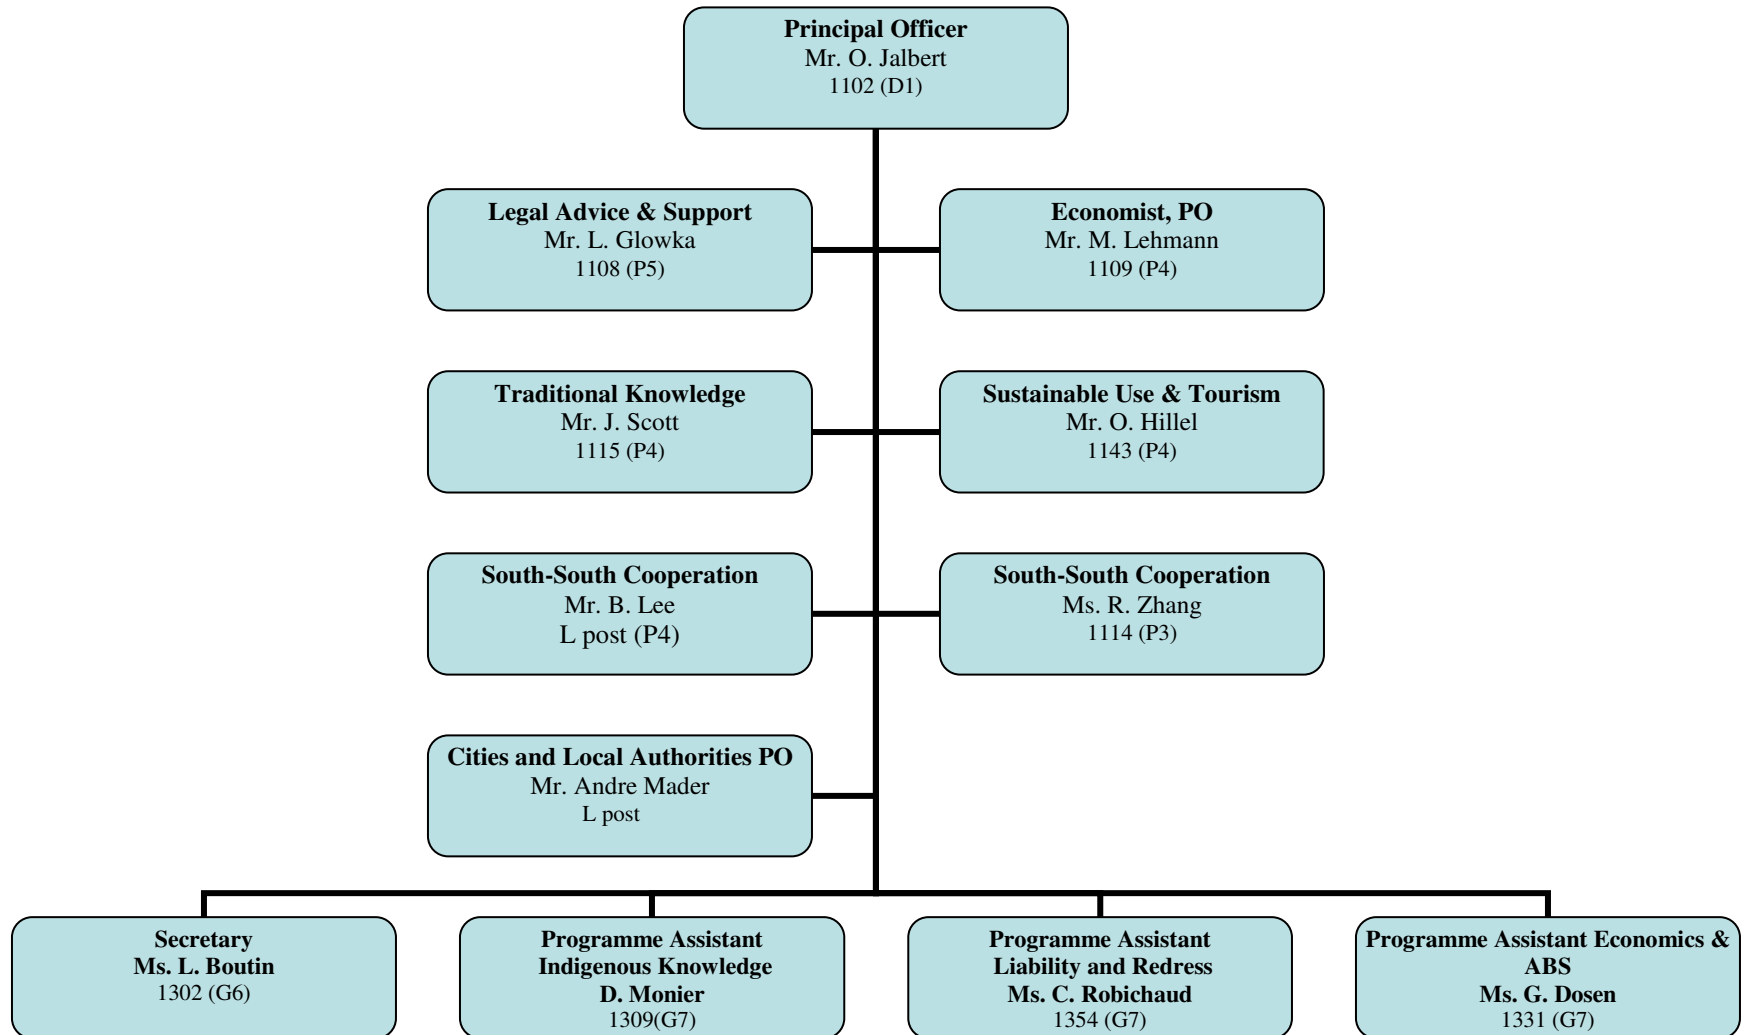 Principal Officer
Mr. O. Jalbert
1102 (D1)
Legal Advice & Support
Mr. L. Glowka
1108 (P5)
Economist, PO
Mr. M. Lehmann
1109 (P4)
Traditional Knowledge
Mr. J. Scott
1115 (P4)
Sustainable Use & Tourism
Mr. O. Hillel
1143 (P4)
South-South Cooperation
Mr. B. Lee
L post (P4)
South-South Cooperation
Ms. R. Zhang
1114 (P3)
Cities and Local Authorities PO
Mr. Andre Mader
L post
Secretary
Ms. L. Boutin
1302 (G6)
Programme Assistant
Indigenous Knowledge
D. Monier
1309(G7)
Programme Assistant
Liability and Redress
Ms. C. Robichaud
1354 (G7)
Programme Assistant Economics &
ABS
Ms. G. Dosen
1331 (G7)